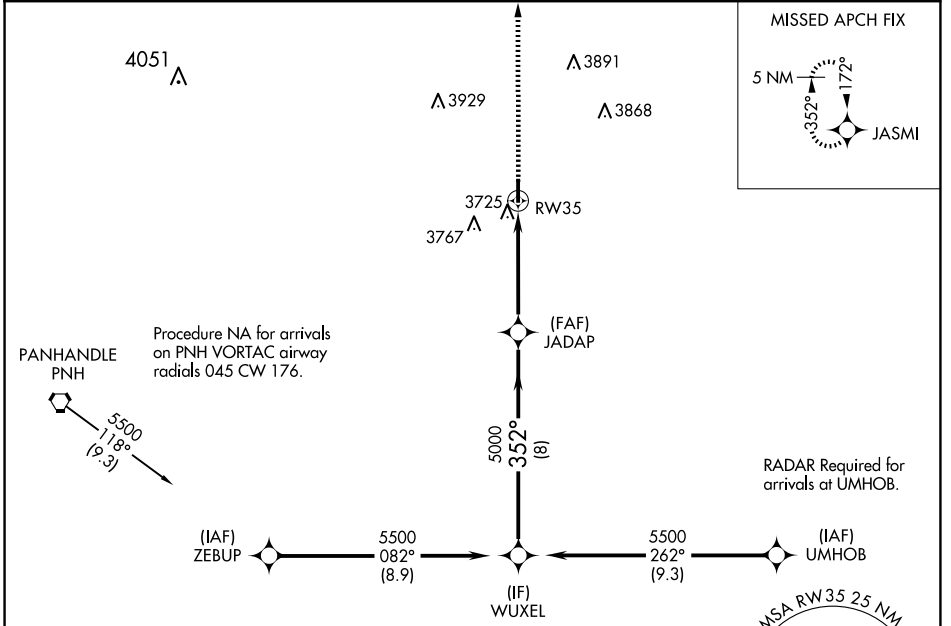 MISSED APCH FIX
5 NM
172°
352°
JASMI
4051
3891
3929
3868
3725
RW35
3767
(FAF)
JADAP
Procedure NA for arrivals
on PNH VORTAC airway
radials 045 CW 176.
PANHANDLE
PNH
5500
118°
(9.3)
5000
352°
(8)
RADAR Required for
arrivals at UMHOB.
(IAF)
ZEBUP
5500
082°
(8.9)
5500
262°
(9.3)
(IAF)
UMHOB
(IF)
WUXEL
MSA RW35 25 NM